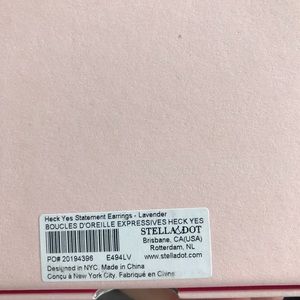 Heck Yes Statement Earrings - Lavender
BOUCLES D'OREILLE EXPRESSIVES HECK YES
STELLA DOT
Brisbane, CA(USA)
Rotterdam, NL
PO# 20194396 E494LV www.stelladot.com
Designed in NYC. Made in China
Conçu à New York City. Fabriqué en Chine